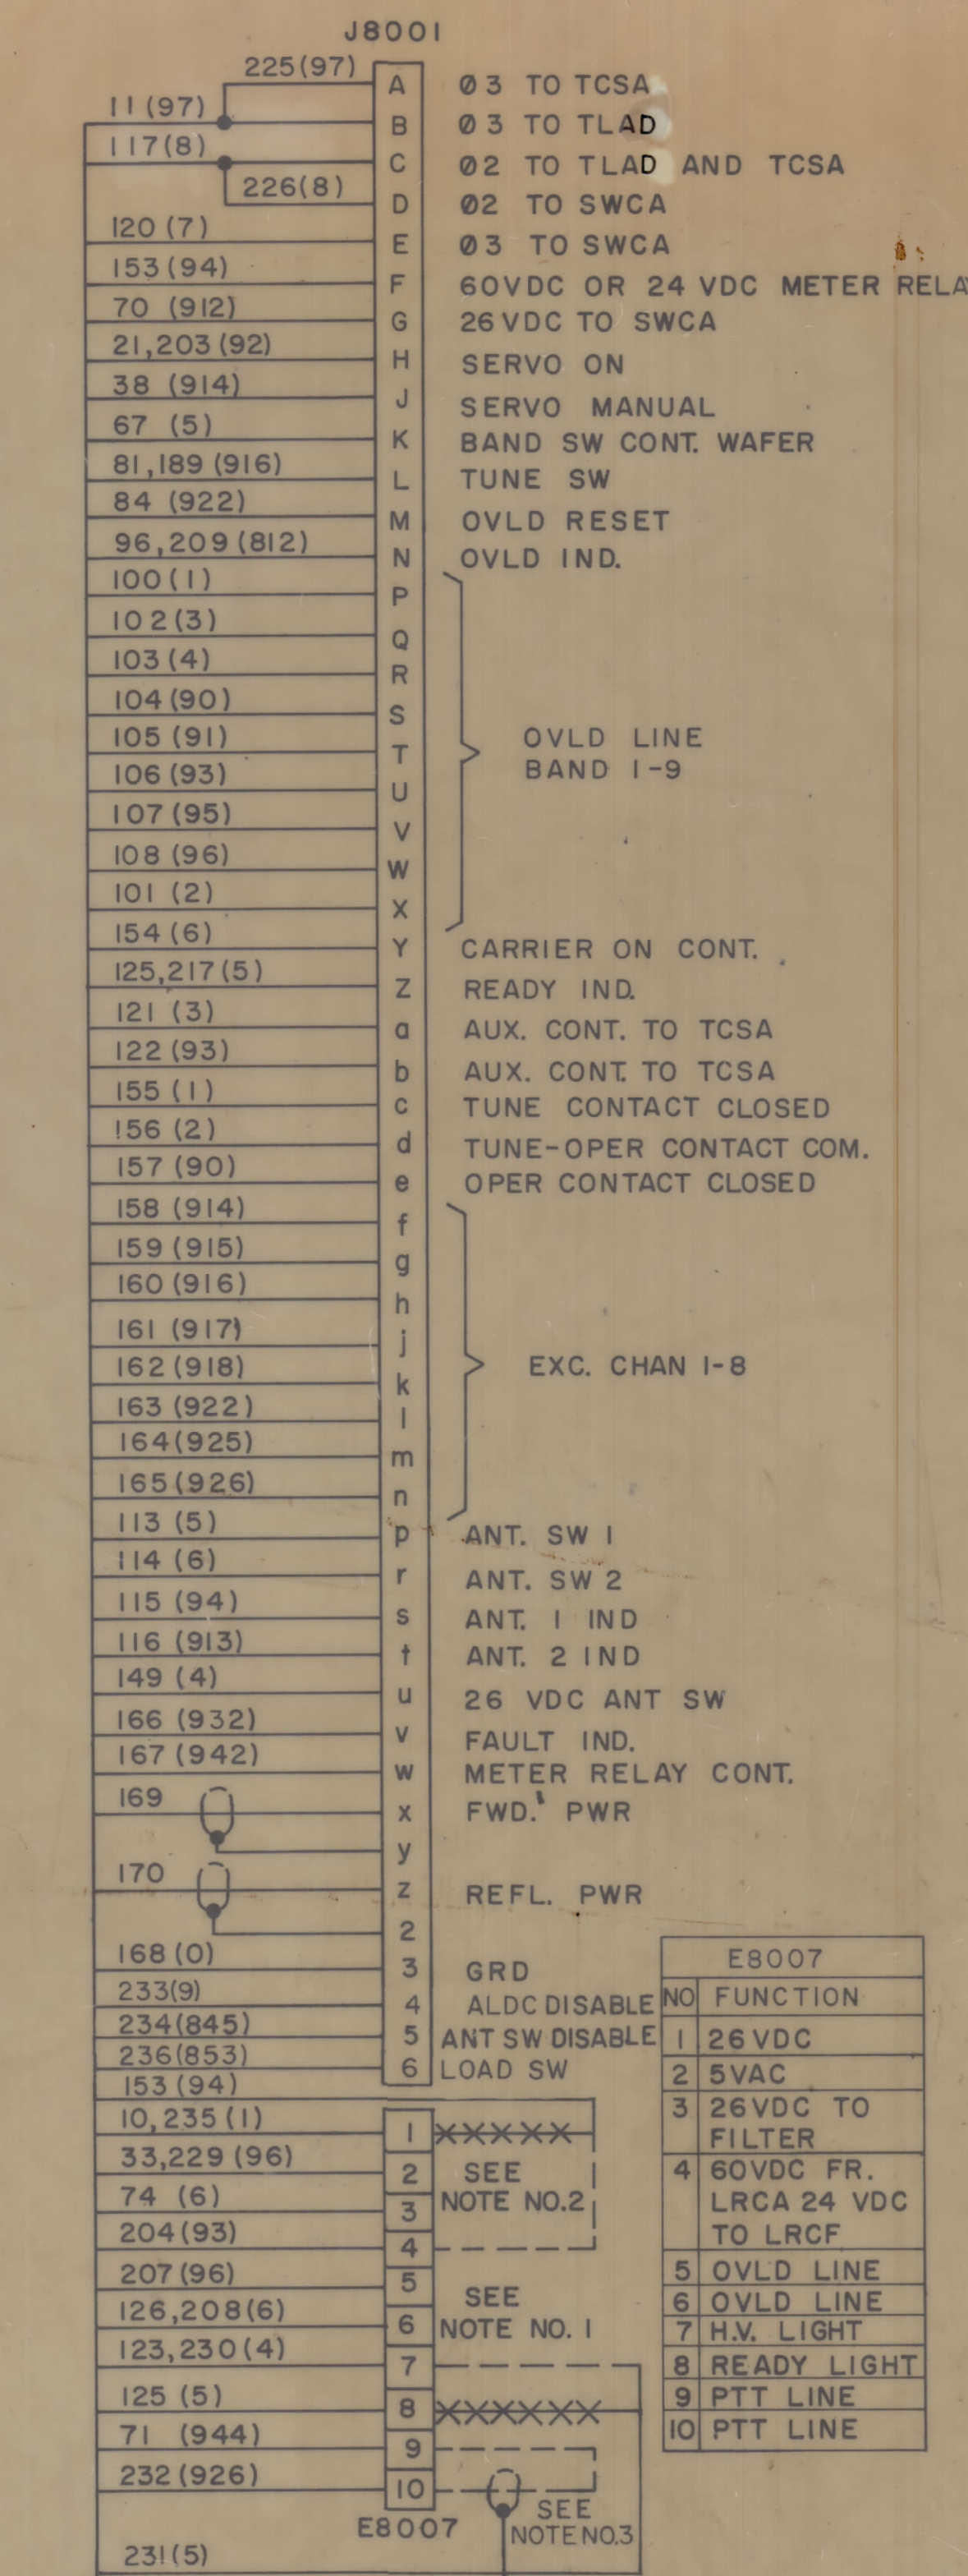 J8001
225(97) A Ø3 TO TCSA
11(97) B Ø3 TO TLAD
117(8) C Ø2 TO TLAD AND TCSA
226(8) D Ø2 TO SWCA
120 (7) E Ø3 TO SWCA
153 (94) F 60VDC OR 24 VDC METER RELA
70 (912) G 26 VDC TO SWCA
21,203 (92) H SERVO ON
38 (914) J SERVO MANUAL
67 (5) K BAND SW CONT. WAFER
81,189 (916) L TUNE SW
84 (922) M OVLD RESET
96,209 (812) N OVLD IND.
100 (1) P
102 (3) Q
103 (4) R
104 (90) S
105 (91) T OVLD LINE
BAND 1-9
106 (93) U
107 (95) V
108 (96) W
101 (2) X
154 (6) Y CARRIER ON CONT.
125,217 (5) Z READY IND.
121 (3) a AUX. CONT. TO TCSA
122 (93) b AUX. CONT. TO TCSA
155 (1) c TUNE CONTACT CLOSED
156 (2) d TUNE-OPER CONTACT COM.
157 (90) e OPER CONTACT CLOSED
158 (914) f
159 (915) g
160 (916) h
161 (917) j
EXC. CHAN 1-8
162 (918) k
163 (922) l
164 (925) m
165 (926) n
113 (5) p ANT. SW 1
114 (6) r ANT. SW 2
115 (94) s ANT. 1 IND
116 (913) t ANT. 2 IND
149 (4) u 26 VDC ANT SW
166 (932) v FAULT IND.
167 (942) w METER RELAY CONT.
169 x FWD. PWR
y
170 z REFL. PWR
2
168 (0) 3 GRD
233(9) 4 ALDC DISABLE
234(845) 5 ANT SW DISABLE
236(853) 6 LOAD SW
153 (94)
10,235 (1) 1 XXXXX
33,229 (96) 2 SEE
74 (6) 3 NOTE NO.2
204 (93) 4
207 (96) 5 SEE
126,208 (6) 6 NOTE NO. 1
123,230 (4) 7
125 (5) 8 XXXXXX
71 (944) 9
232 (926) 10
E8007
SEE
NOTE NO.3
231 (5)
E8007
NO FUNCTION
1 26 VDC
2 5VAC
3 26VDC TO
FILTER
4 60VDC FR.
LRCA 24 VDC
TO LRCF
5 OVLD LINE
6 OVLD LINE
7 H.V. LIGHT
8 READY LIGHT
9 PTT LINE
10 PTT LINE